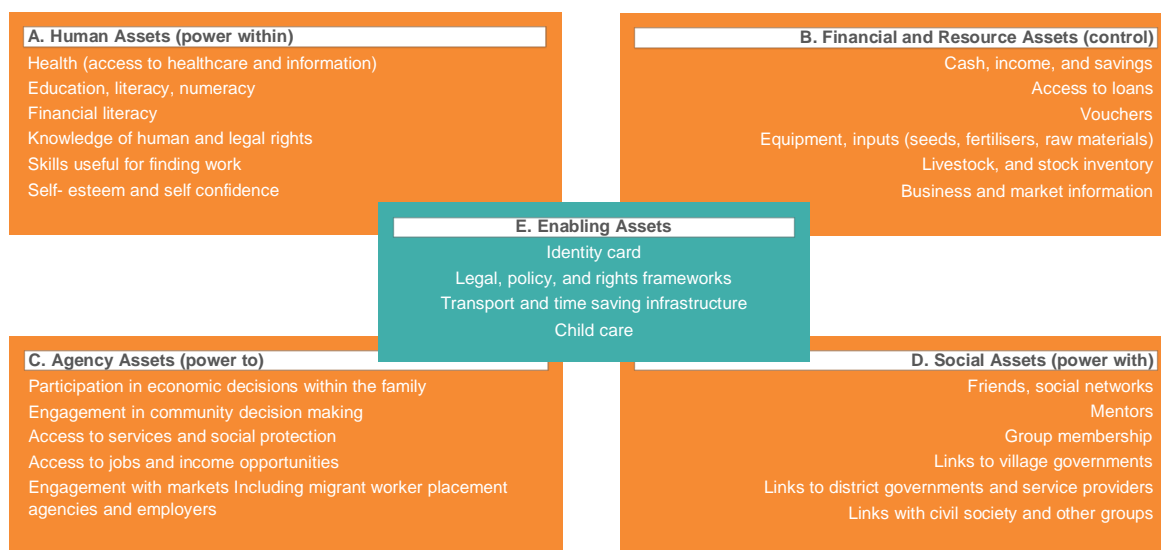 A. Human Assets (power within)
Health (access to healthcare and information)
Education, literacy, numeracy
Financial literacy
Knowledge of human and legal rights
Skills useful for finding work
Self- esteem and self confidence
B. Financial and Resource Assets (control)
Cash, income, and savings
Access to loans
Vouchers
Equipment, inputs (seeds, fertilisers, raw materials)
Livestock, and stock inventory
Business and market information
E. Enabling Assets
Identity card
Legal, policy, and rights frameworks
Transport and time saving infrastructure
Child care
C. Agency Assets (power to)
Participation in economic decisions within the family
Engagement in community decision making
Access to services and social protection
Access to jobs and income opportunities
Engagement with markets Including migrant worker placement
agencies and employers
D. Social Assets (power with)
Friends, social networks
Mentors
Group membership
Links to village governments
Links to district governments and service providers
Links with civil society and other groups